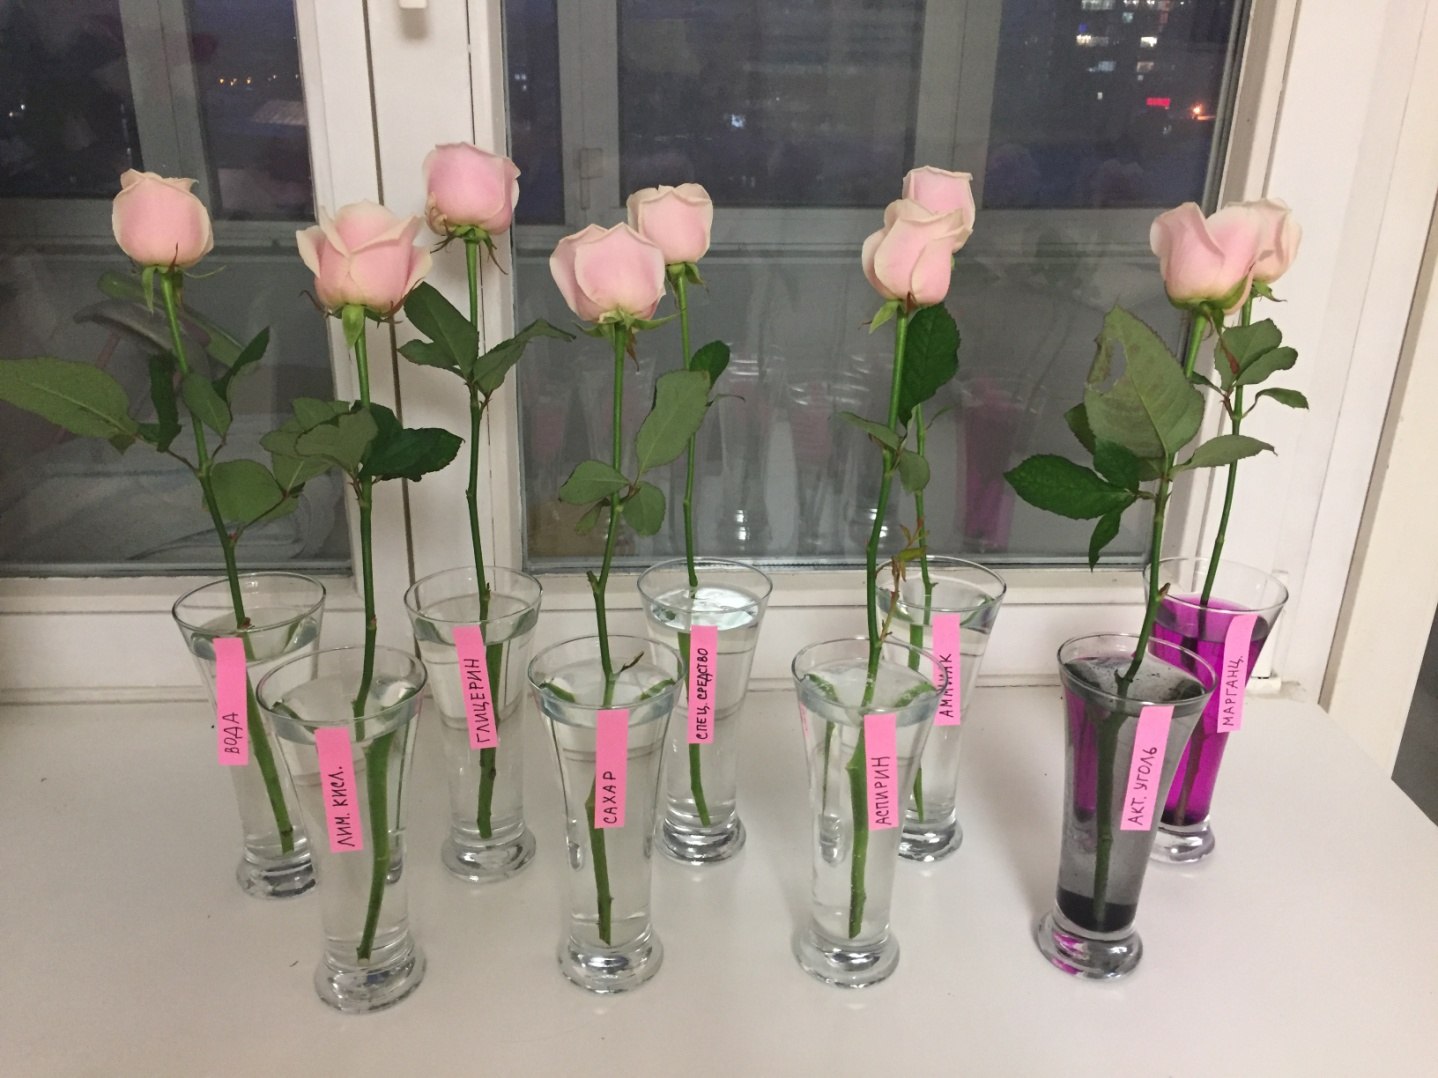 ВОДА
ЛИМ. КИСЛ.
ГЛИЦЕРИН
САХАР
СПЕЦ. СРЕДСТВО
АСПИРИН
АММИАК
АКТ. УГОЛЬ
МАРГАНЦ.